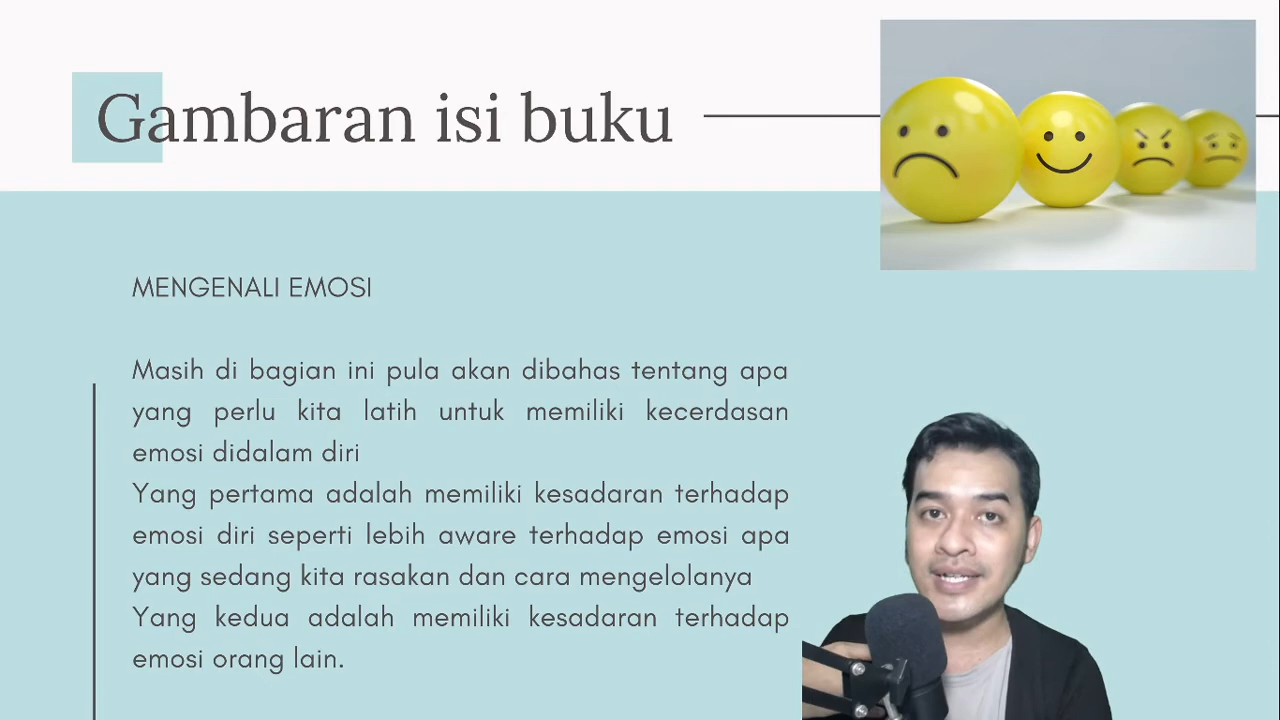 Gambaran isi buku
MENGENALI EMOSI
Masih di bagian ini pula akan dibahas tentang apa
yang perlu kita latih untuk memiliki kecerdasan
emosi didalam diri
Yang pertama adalah memiliki kesadaran terhadap
emosi diri seperti lebih aware terhadap emosi apa
yang sedang kita rasakan dan cara mengelolanya
Yang kedua adalah memiliki kesadaran terhadap
emosi orang lain.